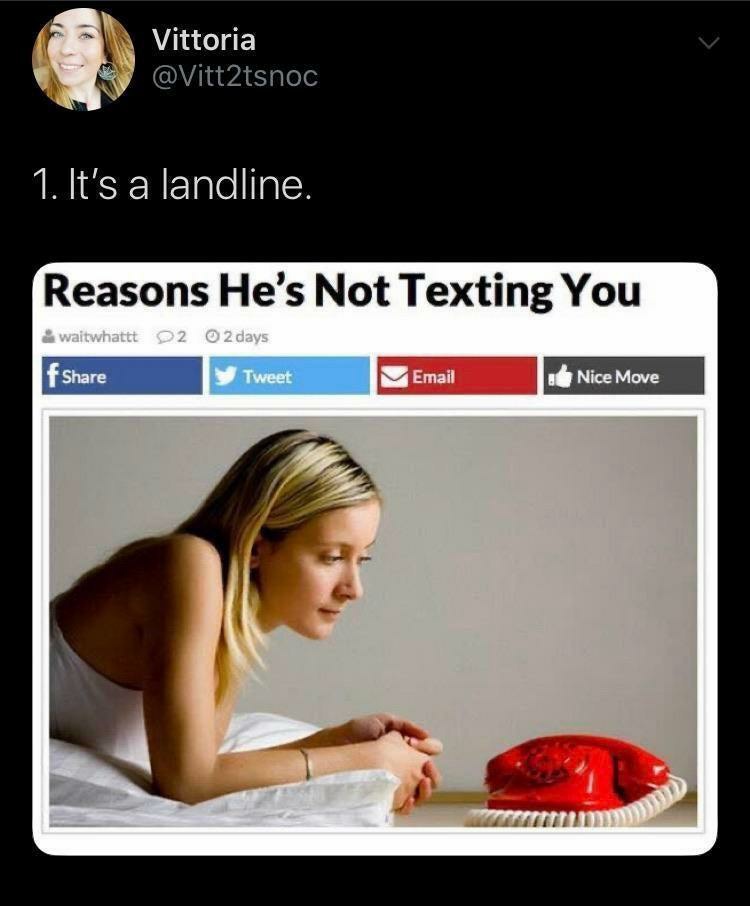 Vittoria
@Vitt2tsnoc
1. It's a landline.
Reasons He's Not Texting You
waitwhattt 2 2 days
f Share Tweet Email Nice Move